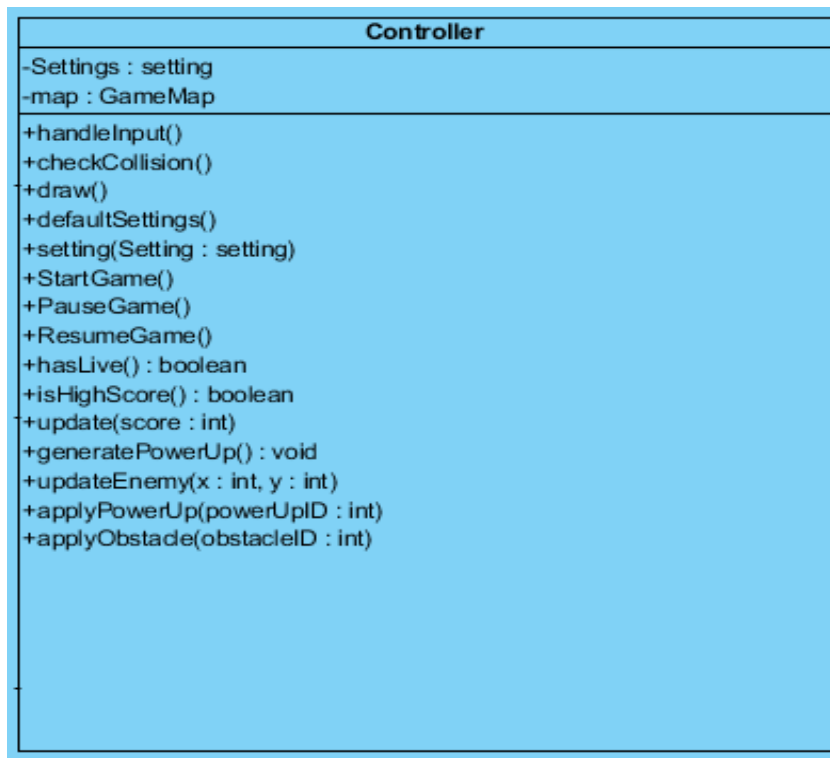 Controller
-Settings : setting
-map : GameMap
+handleInput()
+checkCollision()
+draw()
+defaultSettings()
+setting(Setting : setting)
+StartGame()
+PauseGame()
+ResumeGame()
+hasLive() : boolean
+isHighScore() : boolean
+update(score : int)
+generatePowerUp() : void
+updateEnemy(x : int, y : int)
+applyPowerUp(powerUpID : int)
+applyObstacle(obstacleID : int)